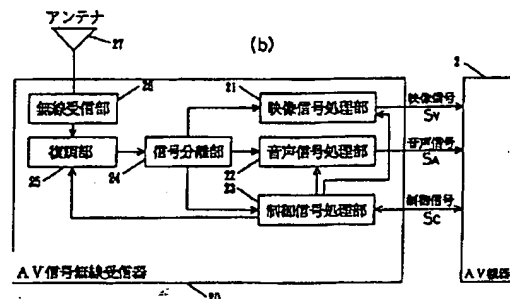 アンテナ
27
(b)
2
26
無線受信部
21
映像信号処理部
映像信号
SV
復調部
25
信号分離部
24
音声信号処理部
22
音声信号
SA
23
制御信号処理部
制御信号
SC
AV信号無線受信器
20
AV機器